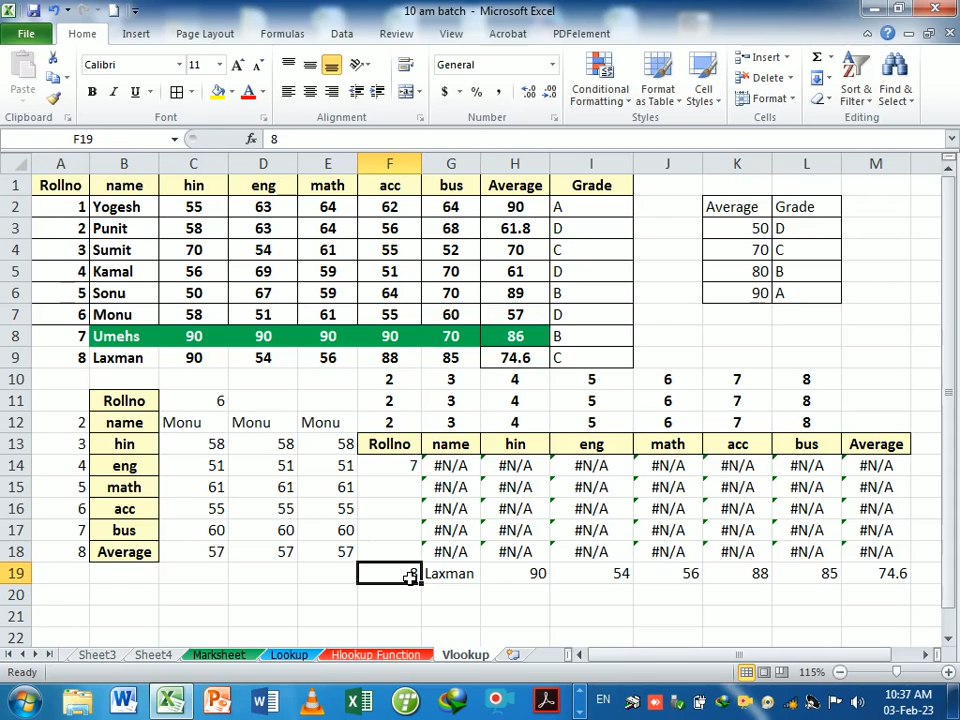 10 am batch - Microsoft Excel
File Home Insert Page Layout Formulas Data Review View Acrobat PDFelement
Paste Calibri 11 General Conditional Formatting Format as Table Cell Styles Insert Delete Format Sort & Filter Find & Select
Clipboard Font Alignment Number Styles Cells Editing
F19 fx 8
A B C D E F G H I J K L M
1 Rollno name hin eng math acc bus Average Grade
2 1 Yogesh 55 63 64 62 64 90 A Average Grade
3 2 Punit 58 63 64 56 68 61.8 D 50 D
4 3 Sumit 70 54 61 55 52 70 C 70 C
5 4 Kamal 56 69 59 51 70 61 D 80 B
6 5 Sonu 50 67 59 64 70 89 B 90 A
7 6 Monu 58 51 61 55 60 57 D
8 7 Umehs 90 90 90 90 70 86 B
9 8 Laxman 90 54 56 88 85 74.6 C
10 2 3 4 5 6 7 8
11 Rollno 6 2 3 4 5 6 7 8
12 2 name Monu Monu Monu 2 3 4 5 6 7 8
13 3 hin 58 58 58 Rollno name hin eng math acc bus Average
14 4 eng 51 51 51 7 #N/A #N/A #N/A #N/A #N/A #N/A #N/A
15 5 math 61 61 61 #N/A #N/A #N/A #N/A #N/A #N/A #N/A
16 6 acc 55 55 55 #N/A #N/A #N/A #N/A #N/A #N/A #N/A
17 7 bus 60 60 60 #N/A #N/A #N/A #N/A #N/A #N/A #N/A
18 8 Average 57 57 57 #N/A #N/A #N/A #N/A #N/A #N/A #N/A
19 8 Laxman 90 54 56 88 85 74.6
20
21
22
Sheet3 Sheet4 Marksheet Lookup Hlookup Function Vlookup
Ready 115%
EN 10:37 AM
03-Feb-23